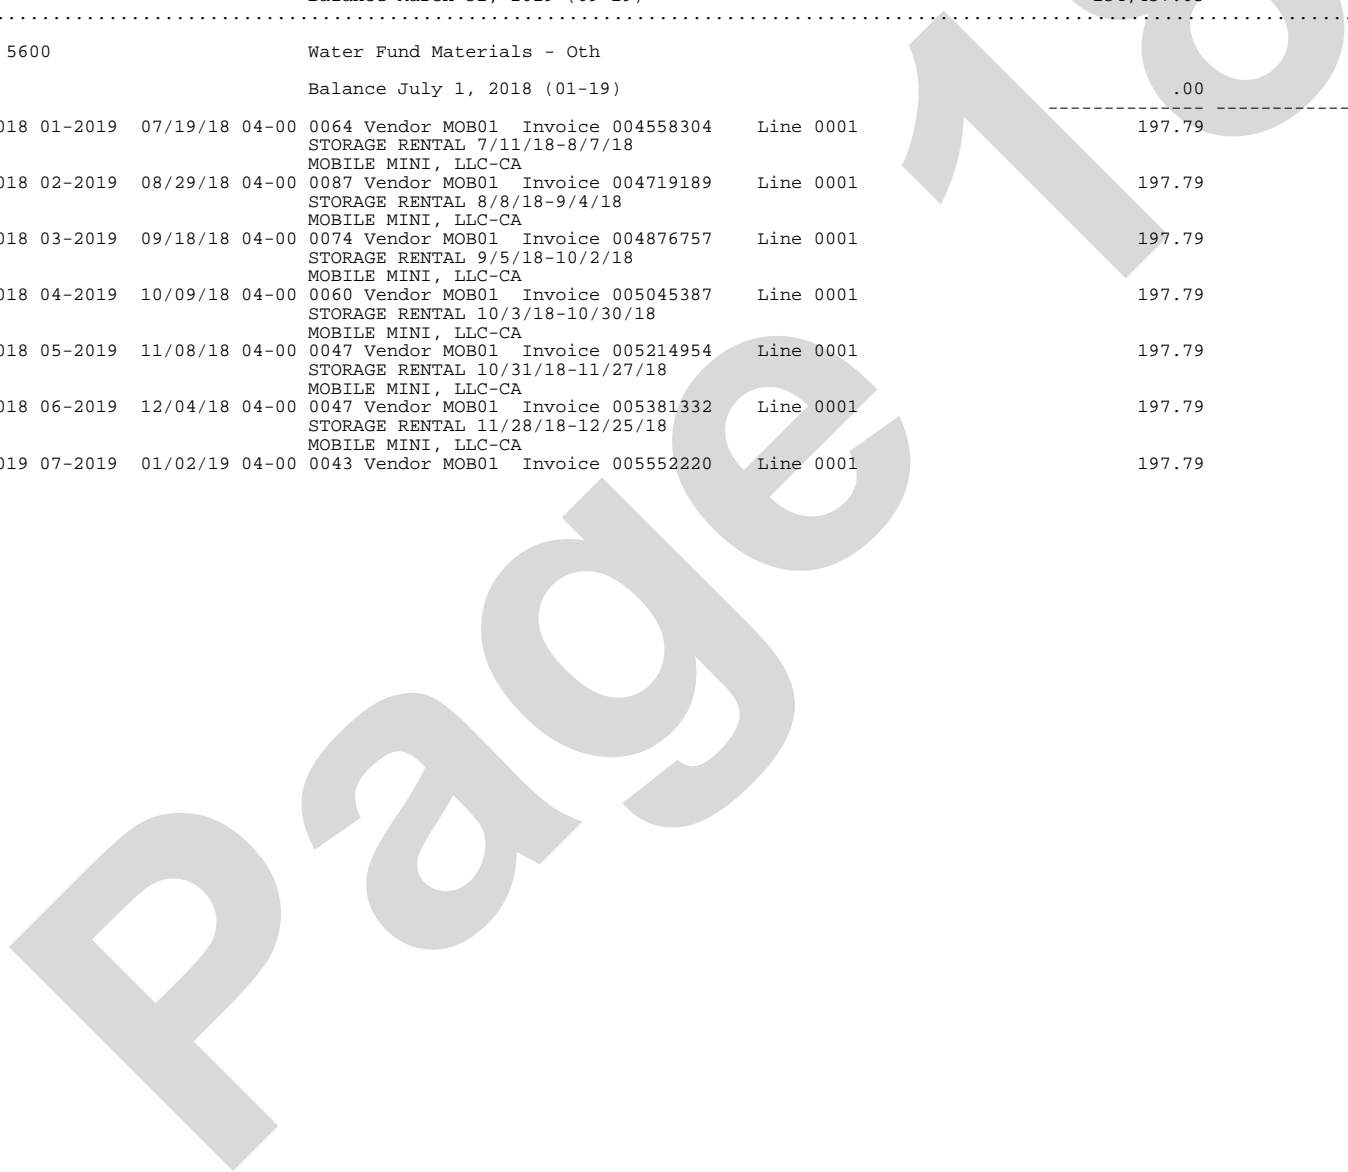 5600 Water Fund Materials - Oth
Balance July 1, 2018 (01-19) .00
018 01-2019 07/19/18 04-00 0064 Vendor MOB01 Invoice 004558304 Line 0001 197.79
STORAGE RENTAL 7/11/18-8/7/18
MOBILE MINI, LLC-CA
018 02-2019 08/29/18 04-00 0087 Vendor MOB01 Invoice 004719189 Line 0001 197.79
STORAGE RENTAL 8/8/18-9/4/18
MOBILE MINI, LLC-CA
018 03-2019 09/18/18 04-00 0074 Vendor MOB01 Invoice 004876757 Line 0001 197.79
STORAGE RENTAL 9/5/18-10/2/18
MOBILE MINI, LLC-CA
018 04-2019 10/09/18 04-00 0060 Vendor MOB01 Invoice 005045387 Line 0001 197.79
STORAGE RENTAL 10/3/18-10/30/18
MOBILE MINI, LLC-CA
018 05-2019 11/08/18 04-00 0047 Vendor MOB01 Invoice 005214954 Line 0001 197.79
STORAGE RENTAL 10/31/18-11/27/18
MOBILE MINI, LLC-CA
018 06-2019 12/04/18 04-00 0047 Vendor MOB01 Invoice 005381332 Line 0001 197.79
STORAGE RENTAL 11/28/18-12/25/18
MOBILE MINI, LLC-CA
019 07-2019 01/02/19 04-00 0043 Vendor MOB01 Invoice 005552220 Line 0001 197.79
Page 1